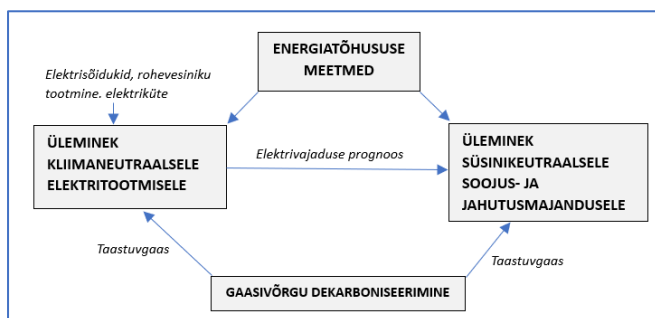 ENERGIATÕHUSUSE
MEETMED
Elektrisõidukid, rohevesiniku
tootmine. elektriküte
ÜLEMINEK
KLIIMANEUTRAALSELE
ELEKTRITOOTMISELE
Elektrivajaduse prognoos
ÜLEMINEK
SÜSINIKEUTRAALSELE
SOOJUS- JA
JAHUTUSMAJANDUSELE
Taastuvgaas
Taastuvgaas
GAASIVÕRGU DEKARBONISEERIMINE